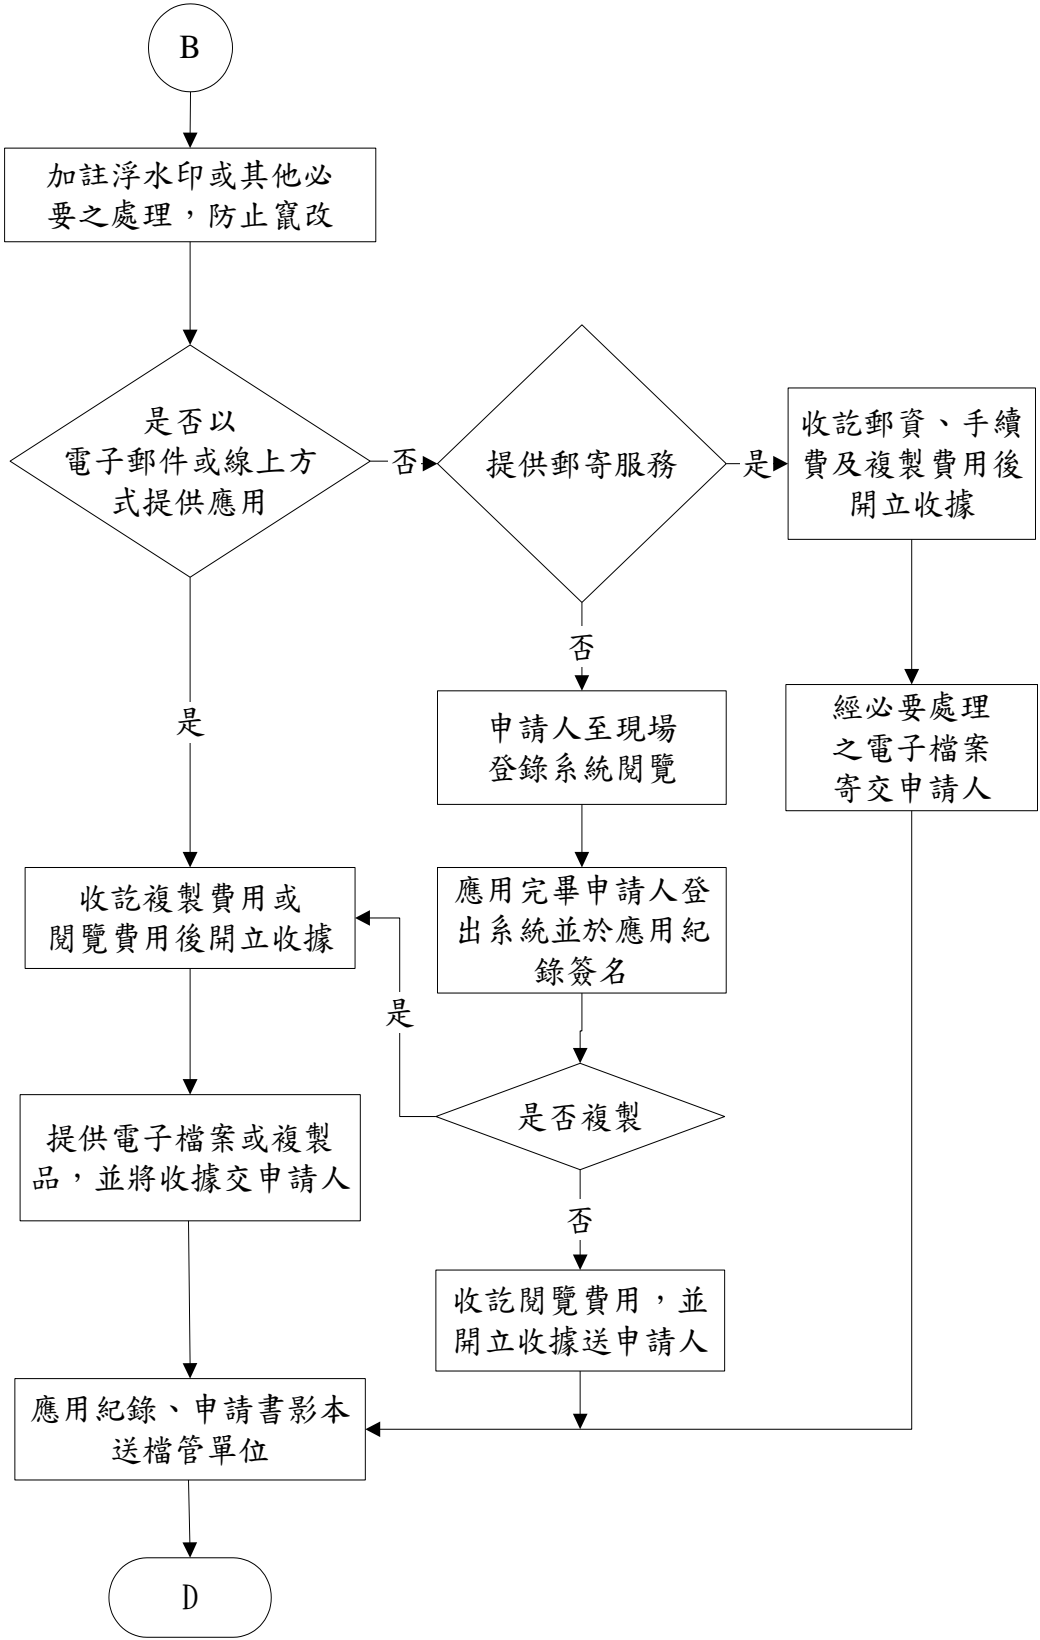 B
加註浮水印或其他必
要之處理，防止竄改
是否以
電子郵件或線上方
式提供應用
否
提供郵寄服務
是
收訖郵資、手續
費及複製費用後
開立收據
否
是
申請人至現場
登錄系統閱覽
經必要處理
之電子檔案
寄交申請人
收訖複製費用或
閱覽費用後開立收據
應用完畢申請人登
出系統並於應用紀
錄簽名
是
提供電子檔案或複製
品，並將收據交申請人
是否複製
否
收訖閱覽費用，並
開立收據送申請人
應用紀錄、申請書影本
送檔管單位
D